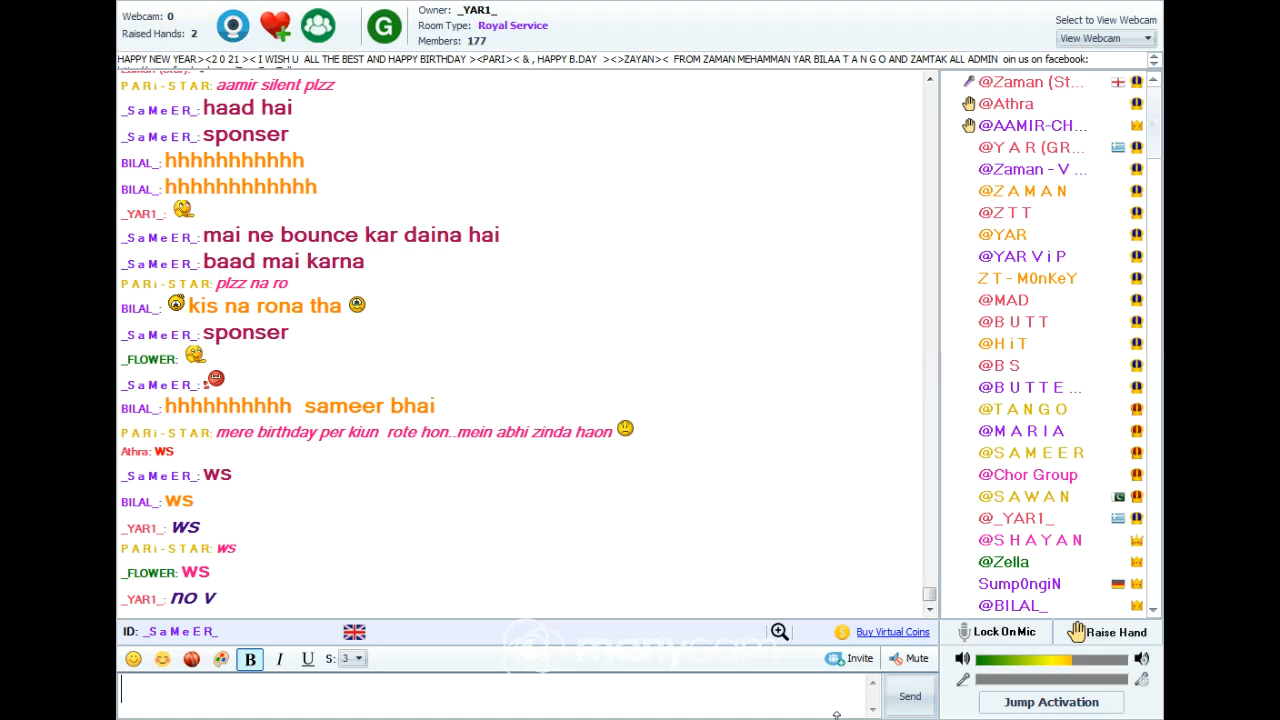 Webcam: 0
Raised Hands: 2
G
Owner: _YAR1_
Room Type: Royal Service
Members: 177
Select to View Webcam
View Webcam
HAPPY NEW YEAR><2 0 21 >< I WISH U ALL THE BEST AND HAPPY BIRTHDAY ><PARI>< & , HAPPY B.DAY ><>ZAYAN>< FROM ZAMAN MEHAMMAN YAR BILAA T A N G O AND ZAMTAK ALL ADMIN oin us on facebook:
PARi-STAR: aamir silent plzz
_SaMeER_: haad hai
_SaMeER_: sponser
BILAL_: hhhhhhhhhhh
BILAL_: hhhhhhhhhhhh
_YAR1_:
_SaMeER_: mai ne bounce kar daina hai
_SaMeER_: baad mai karna
PARi-STAR: plzz na ro
BILAL_: kis na rona tha
_SaMeER_: sponser
_FLOWER:
_SaMeER_:
BILAL_: hhhhhhhhhh sameer bhai
PARi-STAR: mere birthday per kiun rote hon..mein abhi zinda haon
Athra: ws
_SaMeER_: ws
BILAL_: ws
_YAR1_: ws
PARi-STAR: ws
_FLOWER: ws
_YAR1_: no v
@Zaman (St...
@Athra
@AAMIR-CH...
@Y A R (GR...
@Zaman - V ...
@Z A M A N
@Z T T
@YAR
@YAR V i P
Z T - M0nKeY
@MAD
@B U T T
@H i T
@B S
@B U T T E ...
@T A N G O
@M A R I A
@S A M E E R
@Chor Group
@S A W A N
@_YAR1_
@S H A Y A N
@Zella
Sump0ngiN
@BILAL_
ID: _SaMeER_
Buy Virtual Coins
Lock On Mic
Raise Hand
B I U S: 3
Invite
Mute
manycam
Send
Jump Activation